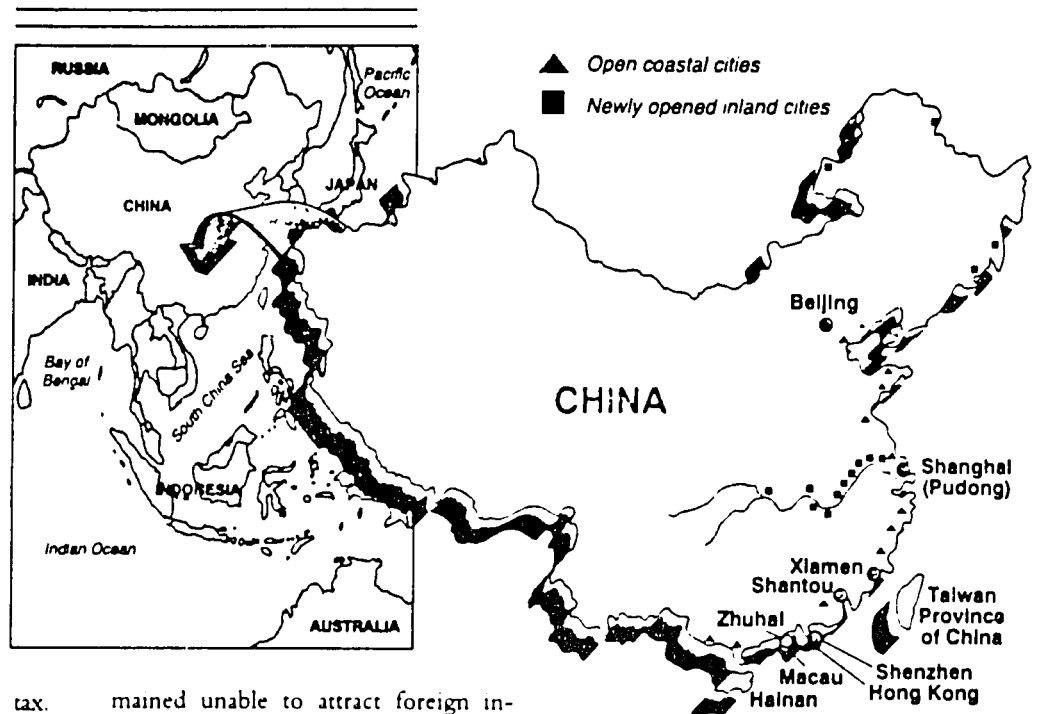 RUSSIA
Pacific
Ocean
MONGOLIA
JAPAN
CHINA
INDIA
Bay of
Bengal
South China Sea
INDORESIA
Indian Ocean
AUSTRALIA
Open coastal cities
Newly opened inland cities
Beijing
CHINA
Shanghai
(Pudong)
Xiamen
Shantou
Taiwan
Province
of China
Zhuhai
Shenzhen
Macau
Hong Kong
Hainan
tax.
mained unable to attract foreign in-